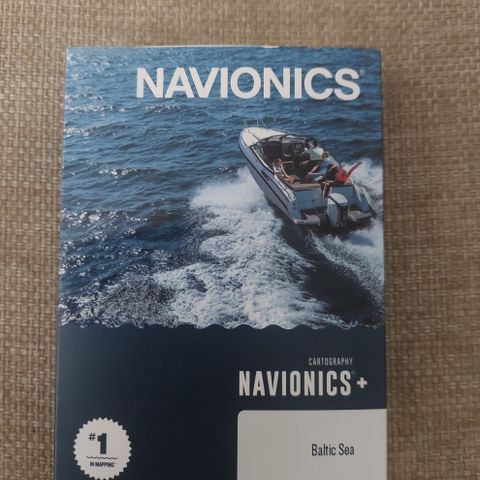 NAVIONICS®
CARTOGRAPHY
NAVIONICS®+
Baltic Sea
#1
IN MAPPING*